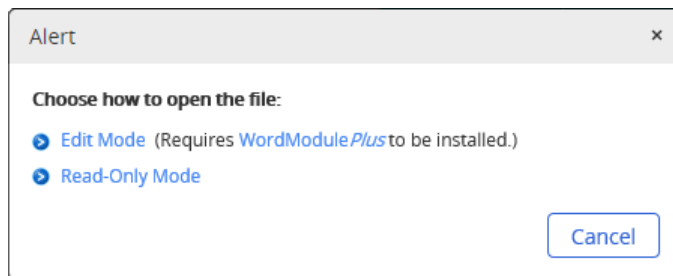 Alert ×
Choose how to open the file:
Edit Mode (Requires WordModulePlus to be installed.)
Read-Only Mode
Cancel